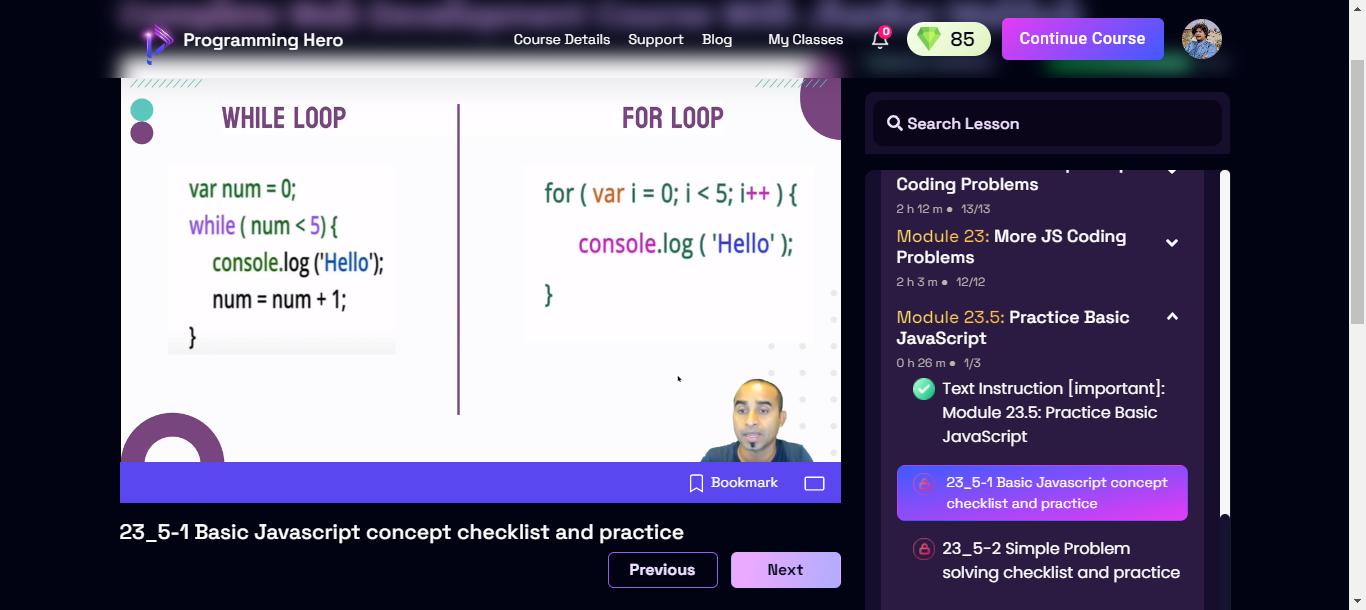 Programming Hero
Course Details
Support
Blog
My Classes
0
85
Continue Course
WHILE LOOP
var num = 0;
while ( num < 5) {
console.log ('Hello');
num = num + 1;
}
FOR LOOP
for ( var i = 0; i < 5; i++ ) {
console.log ( 'Hello' );
}
Bookmark
23_5-1 Basic Javascript concept checklist and practice
Previous
Next
Search Lesson
Coding Problems
2 h 12 m ● 13/13
Module 23: More JS Coding
Problems
2 h 3 m ● 12/12
Module 23.5: Practice Basic
JavaScript
0 h 26 m ● 1/3
Text Instruction [important]:
Module 23.5: Practice Basic
JavaScript
23_5-1 Basic Javascript concept
checklist and practice
23_5-2 Simple Problem
solving checklist and practice